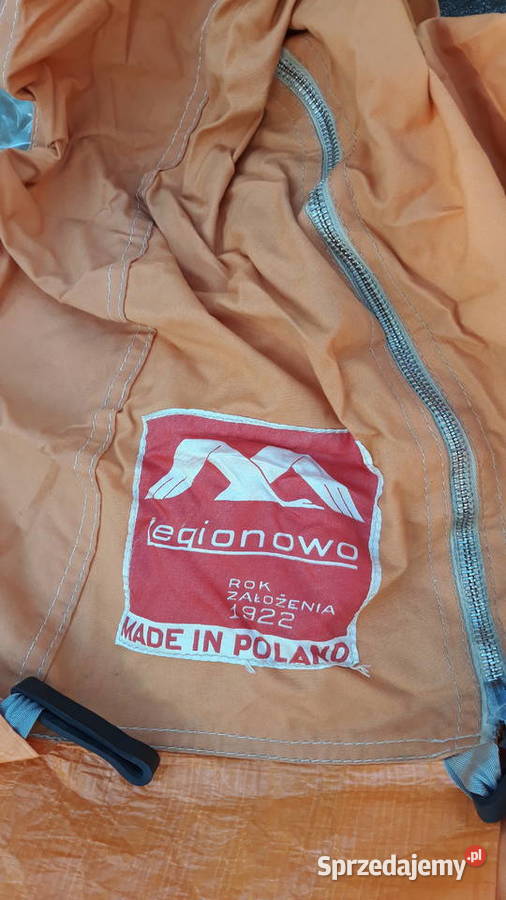 Legionowo
ROK
ZAŁOŻENIA
1922
MADE IN POLAND
Sprzedajemy.pl